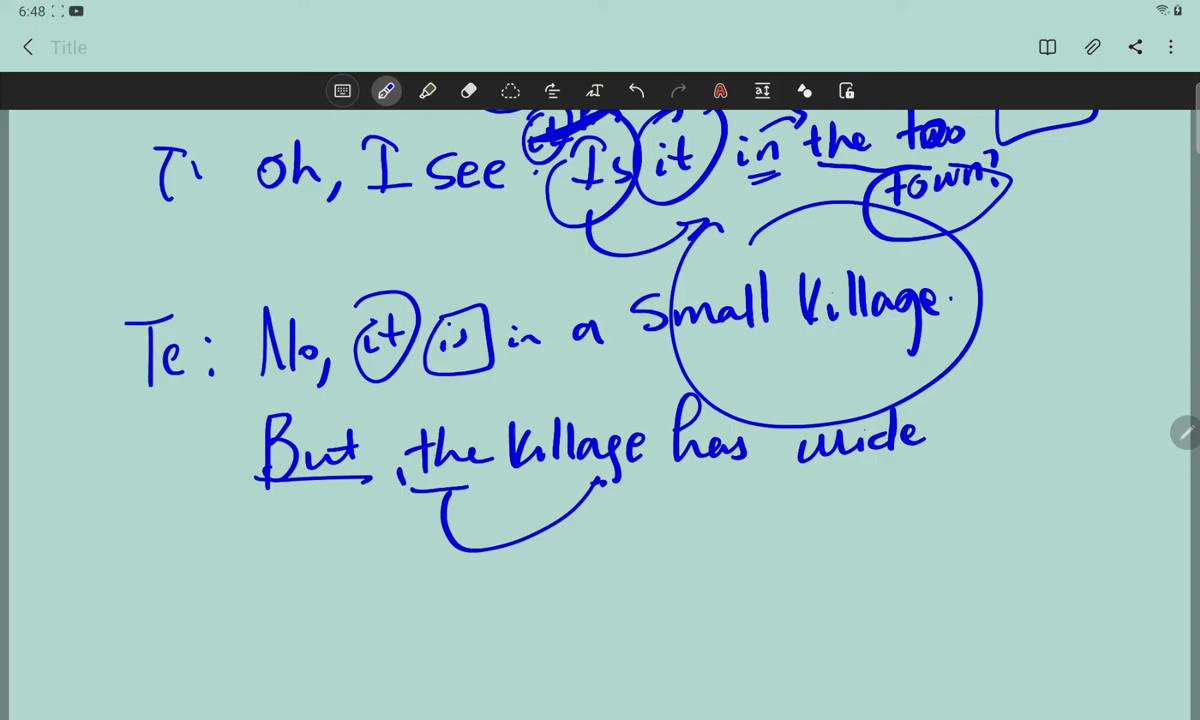 6:48
Title
T oh, I see. Is it in the too
town?
Te: No, it is in a Small Village.
But, the Village has wide